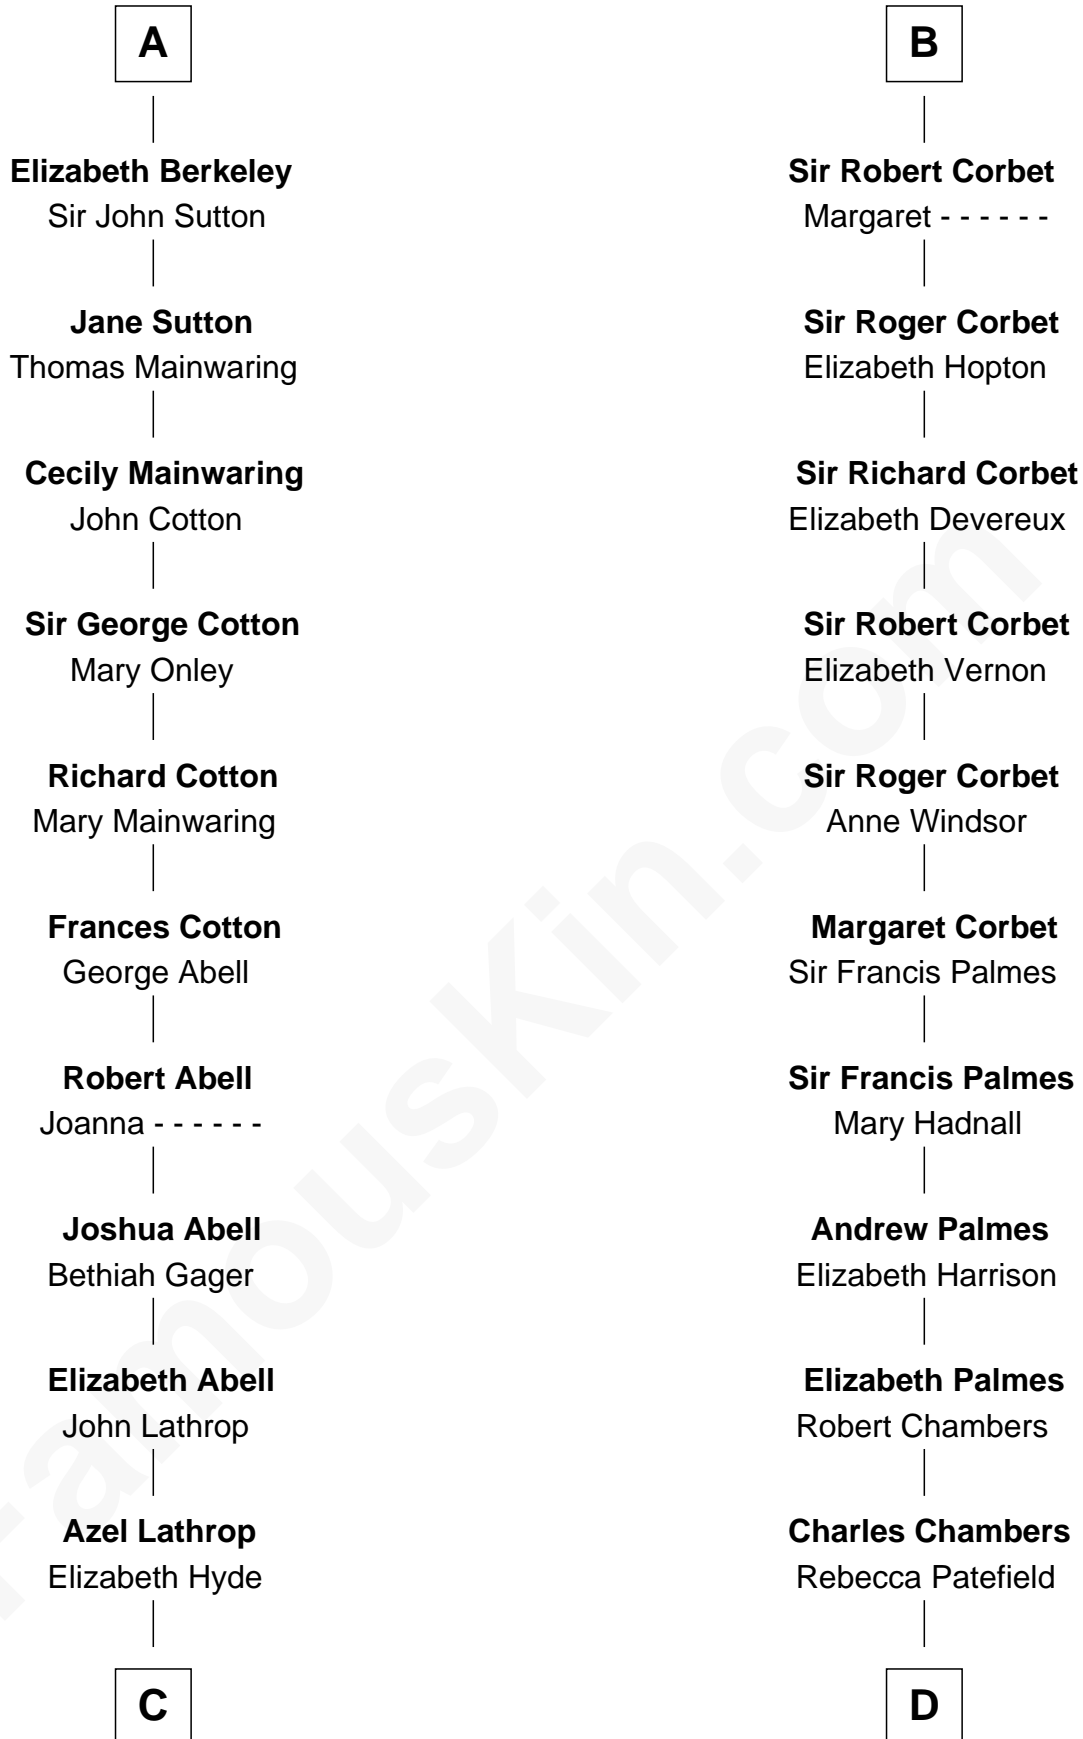 A
Elizabeth Berkeley
Sir John Sutton
Jane Sutton
Thomas Mainwaring
Cecily Mainwaring
John Cotton
Sir George Cotton
Mary Onley
Richard Cotton
Mary Mainwaring
Frances Cotton
George Abell
Robert Abell
Joanna - - - - - -
Joshua Abell
Bethiah Gager
Elizabeth Abell
John Lathrop
Azel Lathrop
Elizabeth Hyde
C
B
Sir Robert Corbet
Margaret - - - - - -
Sir Roger Corbet
Elizabeth Hopton
Sir Richard Corbet
Elizabeth Devereux
Sir Robert Corbet
Elizabeth Vernon
Sir Roger Corbet
Anne Windsor
Margaret Corbet
Sir Francis Palmes
Sir Francis Palmes
Mary Hadnall
Andrew Palmes
Elizabeth Harrison
Elizabeth Palmes
Robert Chambers
Charles Chambers
Rebecca Patefield
D
FamousKin.com